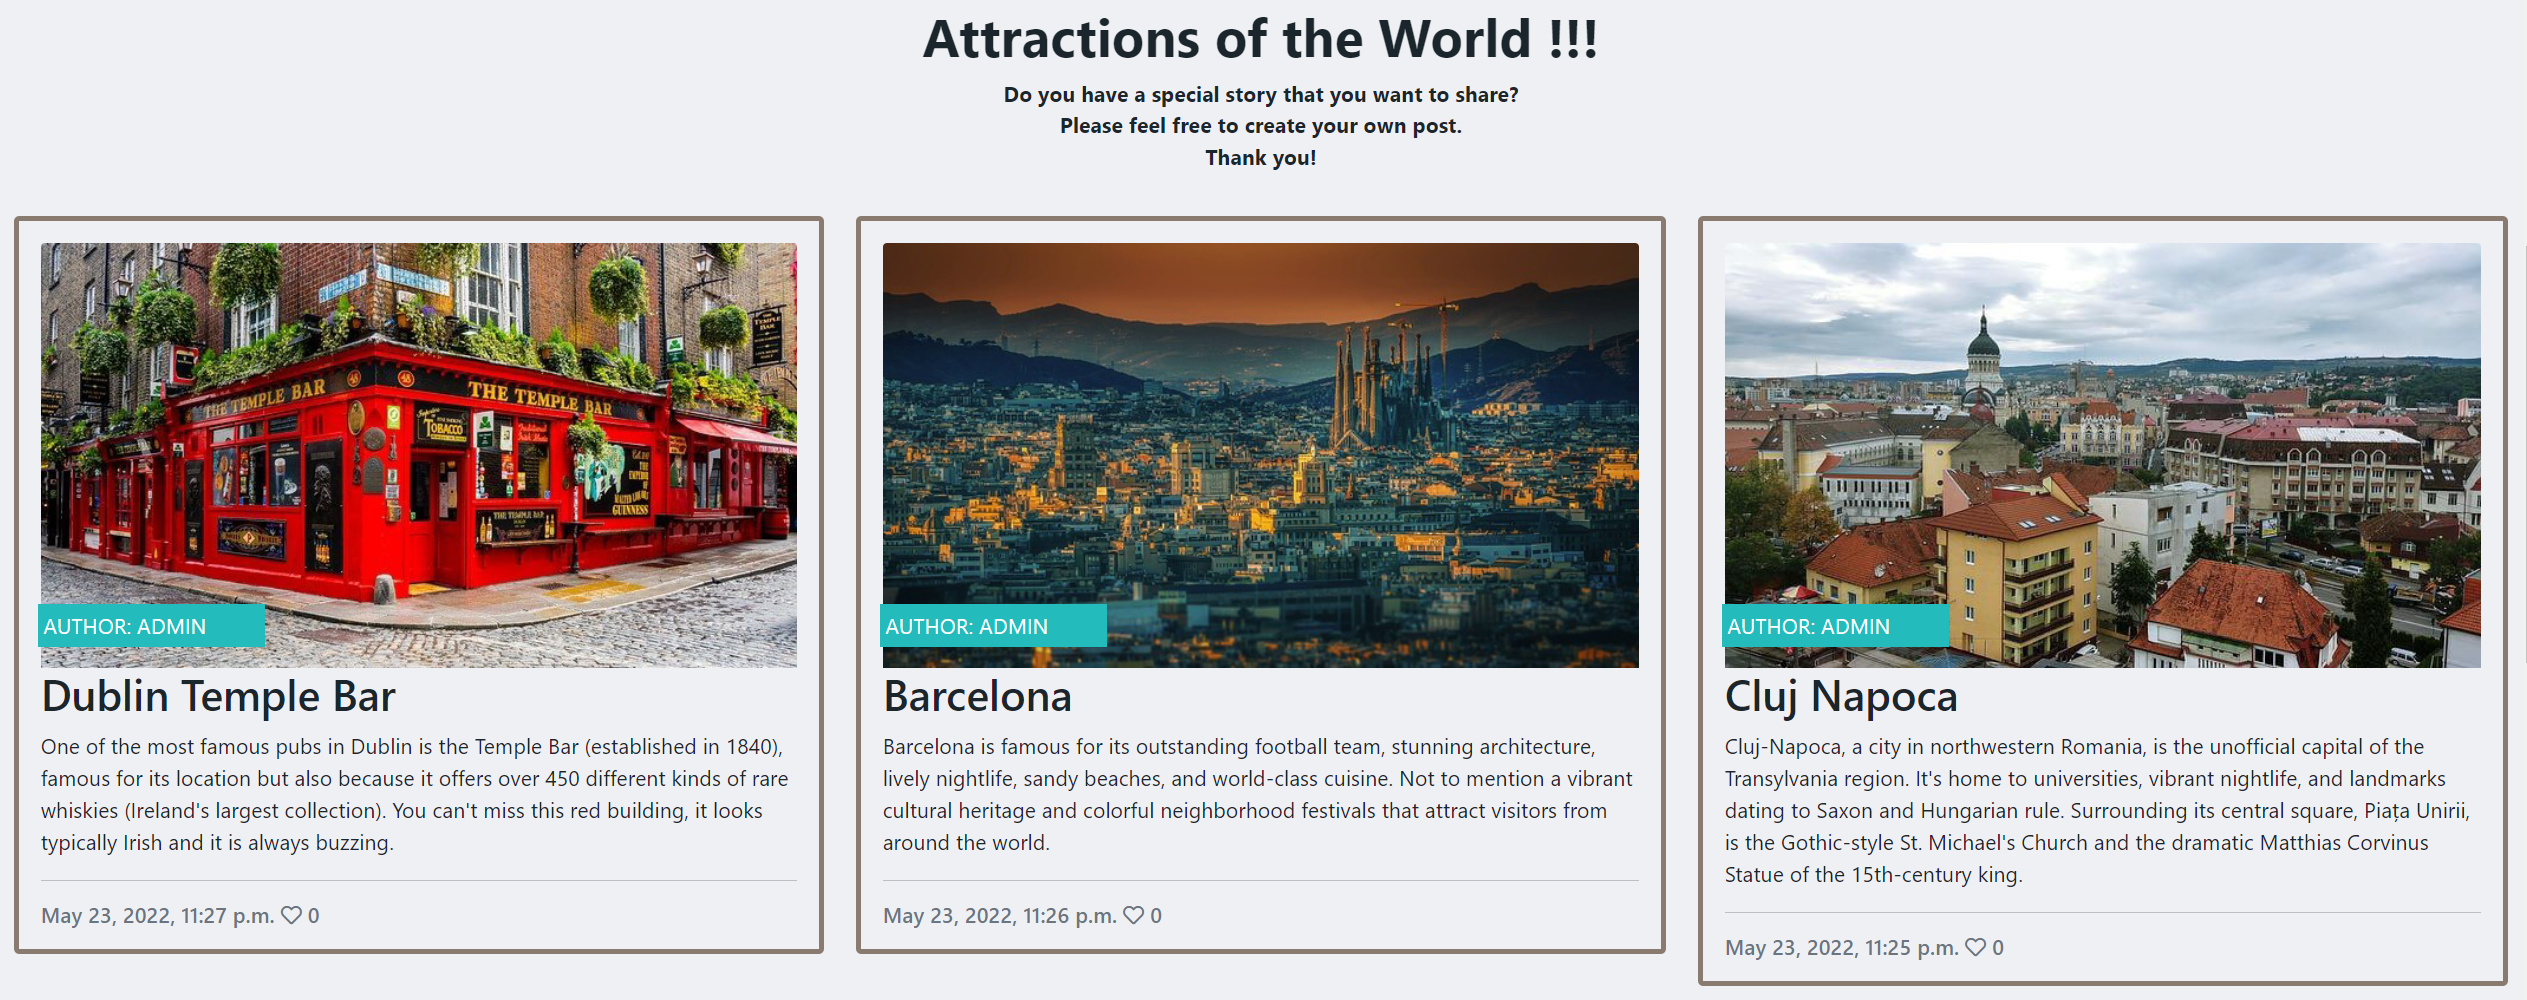 Attractions of the World !!!
Do you have a special story that you want to share?
Please feel free to create your own post.
Thank you!
THE TEMPLE BAR
THE TEMPLE BAR
TOBACCO
THE TEMPLE BAR
GUINNESS
AUTHOR: ADMIN
Dublin Temple Bar
One of the most famous pubs in Dublin is the Temple Bar (established in 1840),
famous for its location but also because it offers over 450 different kinds of rare
whiskies (Ireland's largest collection). You can't miss this red building, it looks
typically Irish and it is always buzzing.
May 23, 2022, 11:27 p.m. 0
AUTHOR: ADMIN
Barcelona
Barcelona is famous for its outstanding football team, stunning architecture,
lively nightlife, sandy beaches, and world-class cuisine. Not to mention a vibrant
cultural heritage and colorful neighborhood festivals that attract visitors from
around the world.
May 23, 2022, 11:26 p.m. 0
AUTHOR: ADMIN
Cluj Napoca
Cluj-Napoca, a city in northwestern Romania, is the unofficial capital of the
Transylvania region. It's home to universities, vibrant nightlife, and landmarks
dating to Saxon and Hungarian rule. Surrounding its central square, Piața Unirii,
is the Gothic-style St. Michael's Church and the dramatic Matthias Corvinus
Statue of the 15th-century king.
May 23, 2022, 11:25 p.m. 0